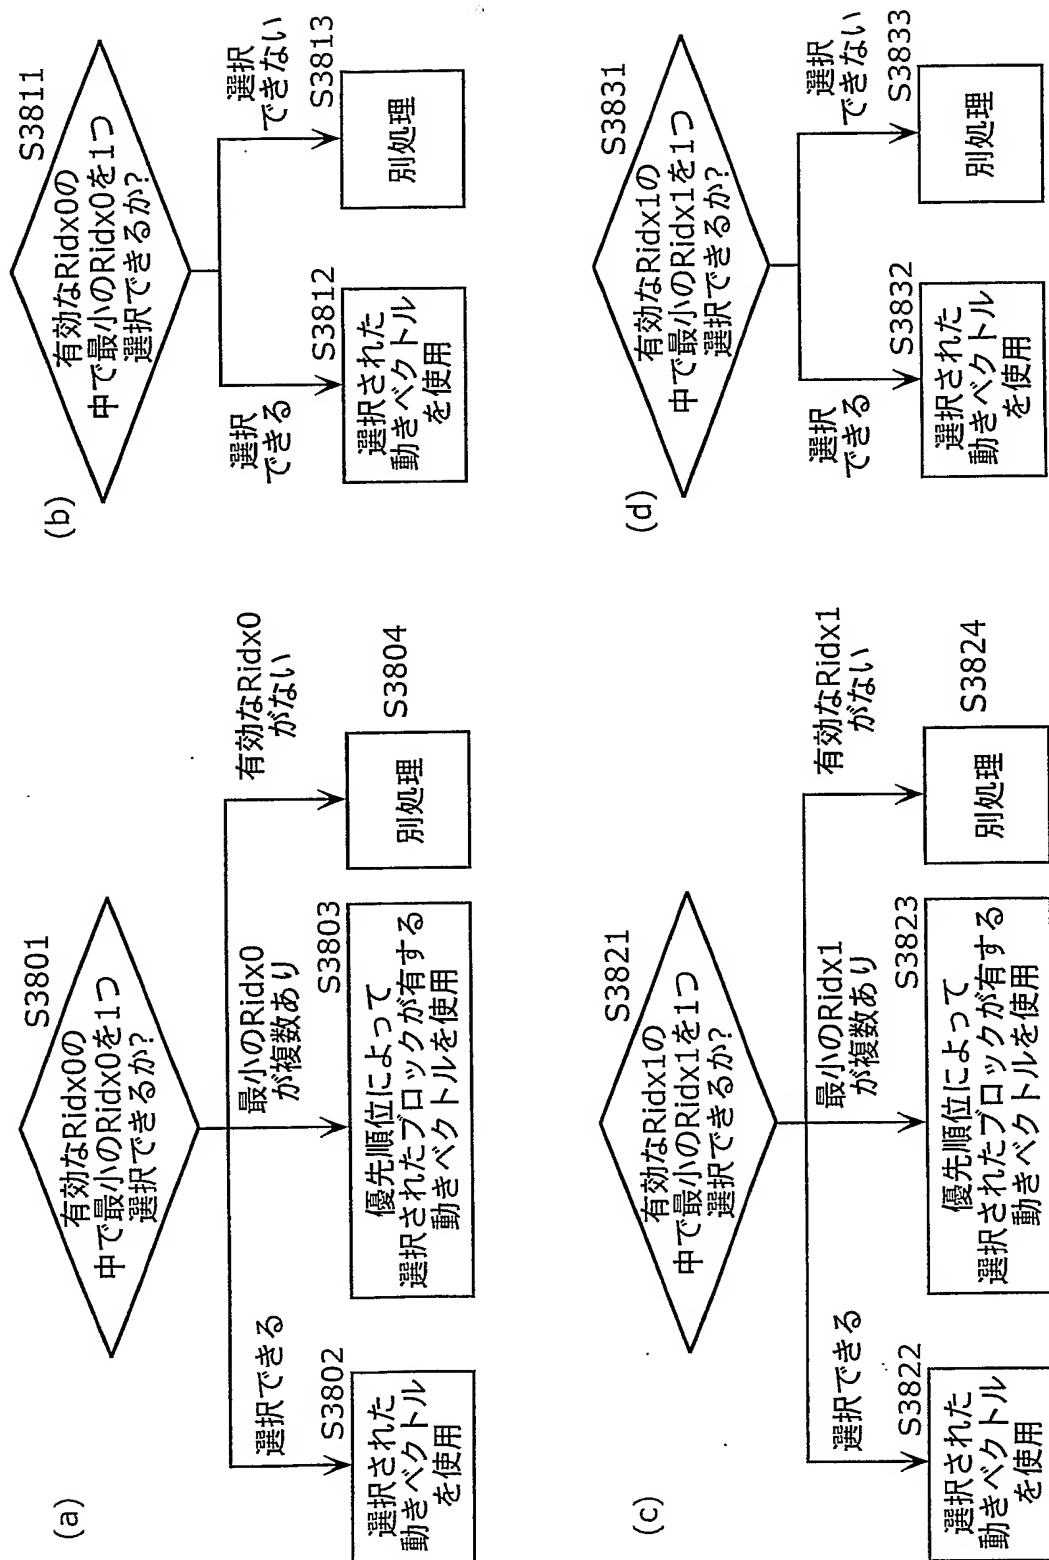 (a)
S3801
有効なRidx0の
中で最小のRidx0を1つ
選択できるか?
選択できる
S3802
選択された
動きベクトル
を使用
最小のRidx0
が複数あり
S3803
優先順位によって
選択されたブロックが有する
動きベクトルを使用
有効なRidx0
がない
S3804
別処理
(b)
S3811
有効なRidx0の
中で最小のRidx0を1つ
選択できるか?
選択
できる
S3812
選択された
動きベクトル
を使用
選択
できない
S3813
別処理
(c)
S3821
有効なRidx1の
中で最小のRidx1を1つ
選択できるか?
選択できる
S3822
選択された
動きベクトル
を使用
最小のRidx1
が複数あり
S3823
優先順位によって
選択されたブロックが有する
動きベクトルを使用
有効なRidx1
がない
S3824
別処理
(d)
S3831
有効なRidx1の
中で最小のRidx1を1つ
選択できるか?
選択
できる
S3832
選択された
動きベクトル
を使用
選択
できない
S3833
別処理